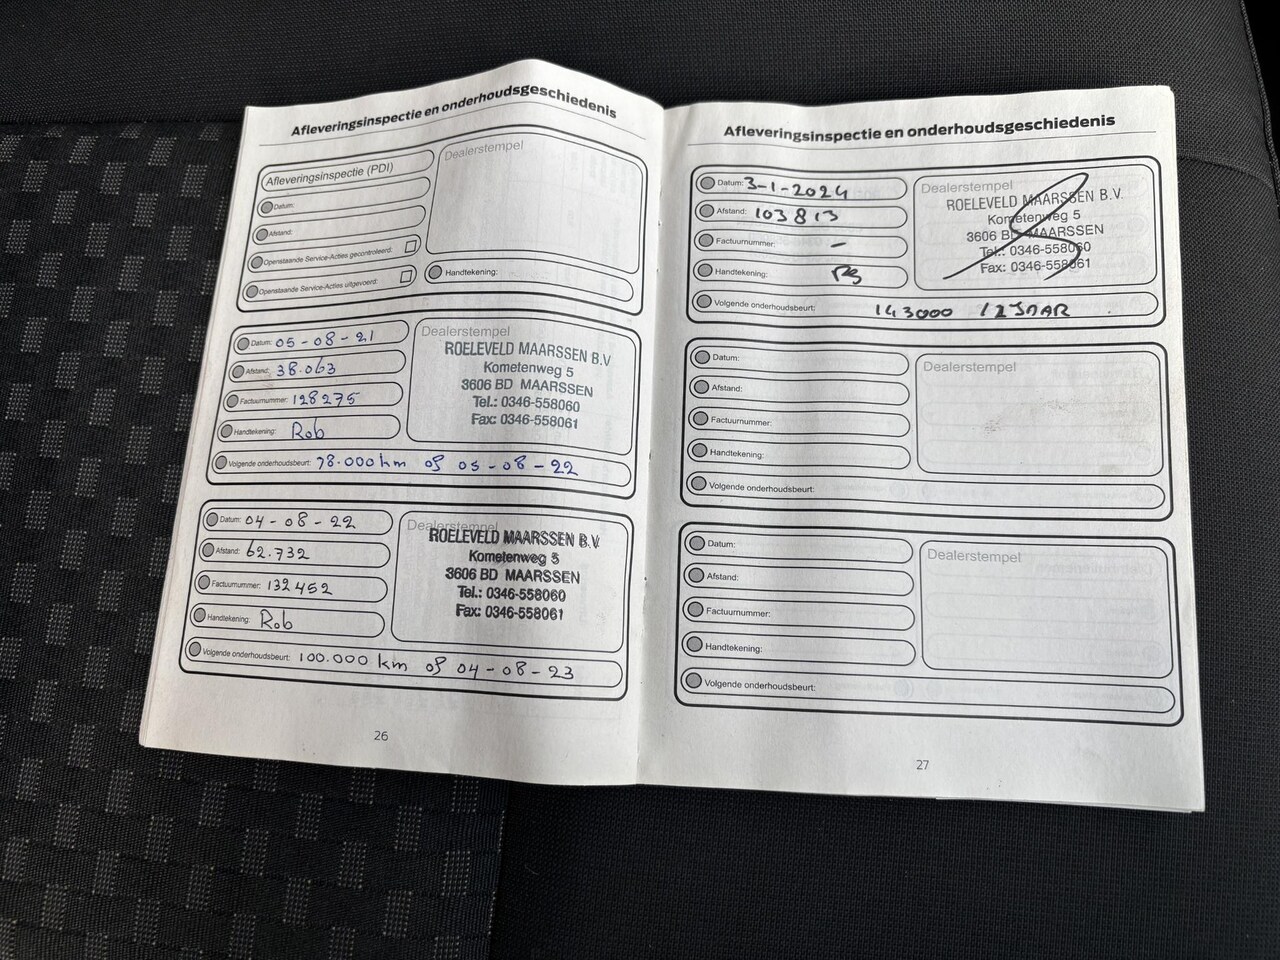 Afleveringsinspectie en onderhoudsgeschiedenis
Afleveringsinspectie (PDI)
Datum:
Afstand:
Openstaande Service-Acties gecontroleerd:
Openstaande Service-Acties uitgevoerd:
Dealerstempel
Handtekening:
Datum: 05-08-21
Afstand: 38.063
Factuurnummer: 128275
Handtekening: Rob
Dealerstempel
ROELEVELD MAARSSEN B.V
Kometenweg 5
3606 BD MAARSSEN
Tel.: 0346-558060
Fax: 0346-558061
Volgende onderhoudsbeurt: 78.000 km of 05-08-22
Datum: 04-08-22
Afstand: 62.732
Factuurnummer: 132452
Handtekening: Rob
Dealerstempel
ROELEVELD MAARSSEN B.V.
Kometenweg 5
3606 BD MAARSSEN
Tel.: 0346-558060
Fax: 0346-558061
Volgende onderhoudsbeurt: 100.000 km of 04-08-23
26
Afleveringsinspectie en onderhoudsgeschiedenis
Datum: 3-1-2024
Afstand: 103813
Factuurnummer: -
Handtekening:
Dealerstempel
ROELEVELD MAARSSEN B.V.
Kometenweg 5
3606 BD MAARSSEN
Tel.: 0346-558060
Fax: 0346-558061
Volgende onderhoudsbeurt: 143000 / 2 JAAR
Datum:
Afstand:
Factuurnummer:
Handtekening:
Dealerstempel
Volgende onderhoudsbeurt:
Datum:
Afstand:
Factuurnummer:
Handtekening:
Dealerstempel
Volgende onderhoudsbeurt:
27